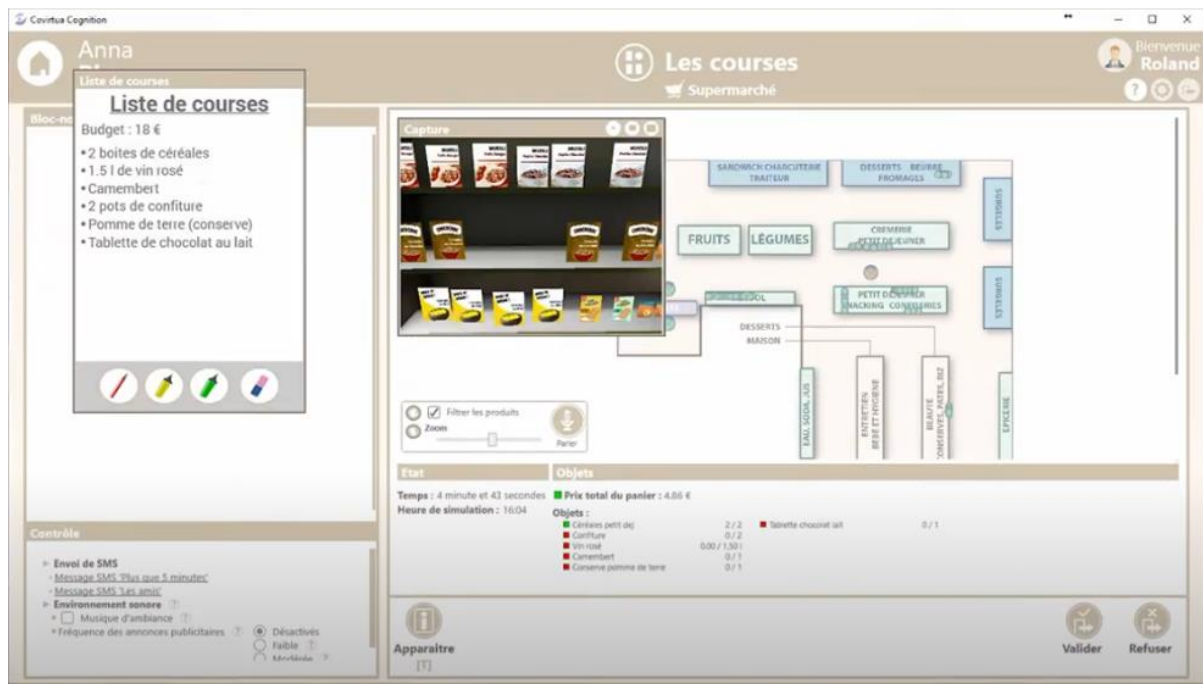 Covirtua Cognition
Anna
Les courses
Supermarché
Bienvenue
Roland
?
Liste de courses
Liste de courses
Budget : 18 €
• 2 boites de céréales
• 1.5 l de vin rosé
• Camembert
• 2 pots de confiture
• Pomme de terre (conserve)
• Tablette de chocolat au lait
Bloc-no
Capture
SANDWICH CHARCUTERIE
TRAITEUR
DESSERTS BEURRE
FROMAGES
SURGELÉS
FRUITS
LÉGUMES
CREMERIE
PETIT DEJEUNER
PETIT DEJEUNER
CONFISERIES
SURGELÉS
DESSERTS
MAISON
EAU, SODA, JUS
ENTRETIEN
BEBE ET HYGIENE
BEAUTE
CONSERVES, PATES, RIZ
EPICERIE
Filtrer les produits
Zoom
Parler
Etat
Temps : 4 minute et 43 secondes
Heure de simulation : 16:04
Objets
Prix total du panier : 4.86 €
Objets :
Céréales petit dej 2 / 2
Confiture 0 / 2
Vin rosé 0.00 / 1,50 l
Camembert 0 / 1
Conserve pomme de terre 0 / 1
Tablette chocolat lait 0 / 1
Contrôle
Envoi de SMS
Message SMS 'Plus que 5 minutes'
Message SMS 'Les amis'
Environnement sonore ?
Musique d'ambiance ?
Fréquence des annonces publicitaires ? Désactivés
Faible ?
Modérée ?
Apparaitre
[T]
Valider
Refuser